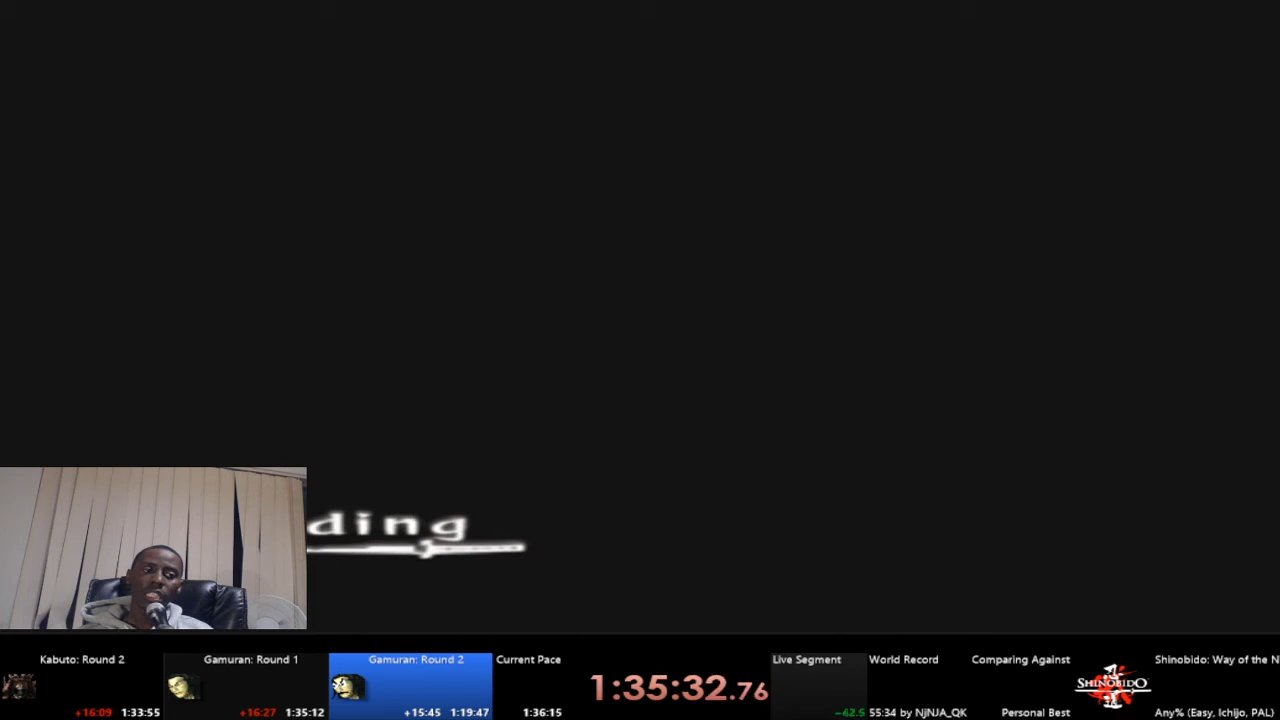 ding
Kabuto: Round 2
+16:09 1:33:55
Gamuran: Round 1
+16:27 1:35:12
Gamuran: Round 2
+15:45 1:19:47
Current Pace
1:36:15
1:35:32.76
Live Segment
-42.5
World Record
55:34 by NjNJA_QK
Comparing Against
Personal Best
SHINOBIDO
Shinobido: Way of the N
Any% (Easy, Ichijo, PAL)